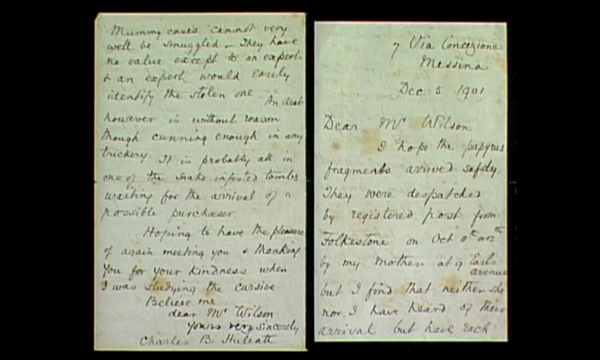 Mummy cases cannot very
well be smuggled – They have
no value except to an expert
& an expert would easily
identify the stolen one An Arab
however is without reason
though cunning enough in any
trickery. It is probably all in
one of the snake infested tombs
waiting for the arrival of a
possible purchaser
Hoping to have the pleasure
of again meeting you & thanking
you for your kindness when
I was studying the cursive
Believe me
dear Mr Wilson
Yours very sincerely
Charles B. Huleatt
7 Via Concezione
Messina
Dec 5 1901
Dear Mr Wilson
I hope the papyrus
fragments arrived safely.
They were despatched
by registered post from
Folkestone on Oct 11th or 12th
by my mother at 9 Earls
avenue
but I find that neither she
nor I have heard of their
arrival but have each